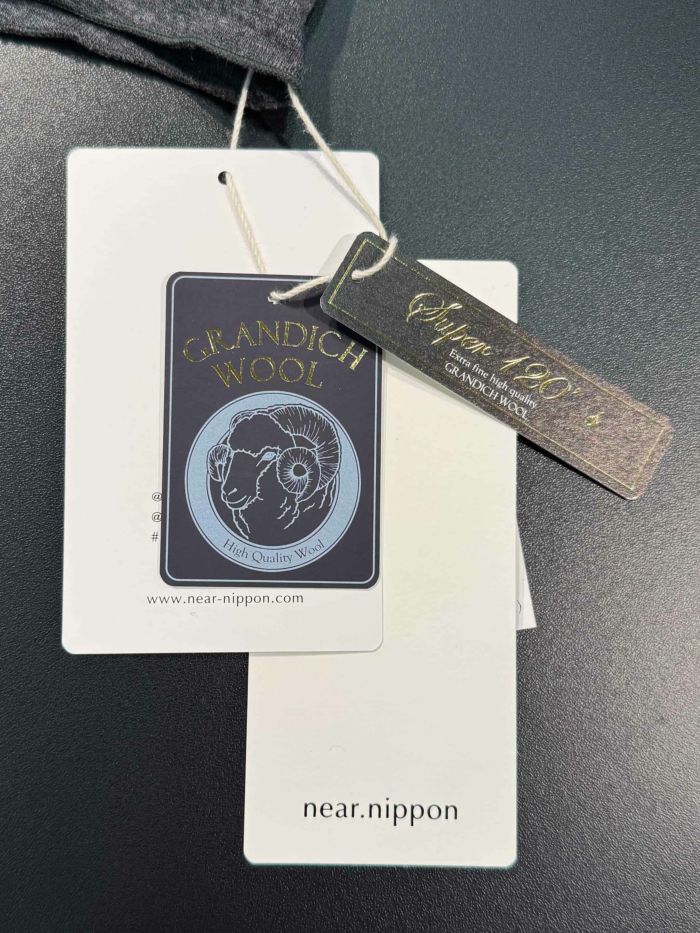 GRANDICH
WOOL
High Quality Wool
Super 120's
Extra fine high quality
GRANDICH WOOL
@
@
#
www.near-nippon.com
near.nippon